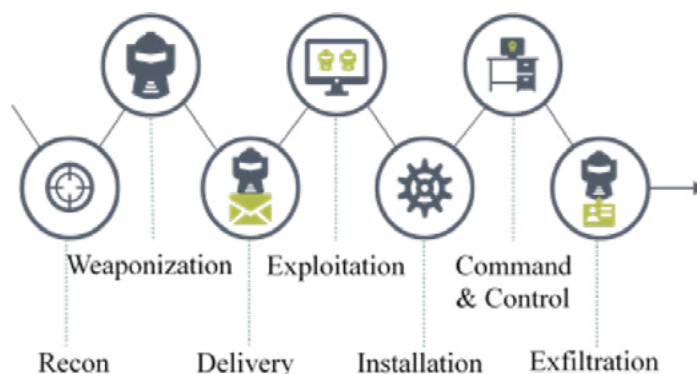 Weaponization
Exploitation
Command
& Control
Recon
Delivery
Installation
Exfiltration